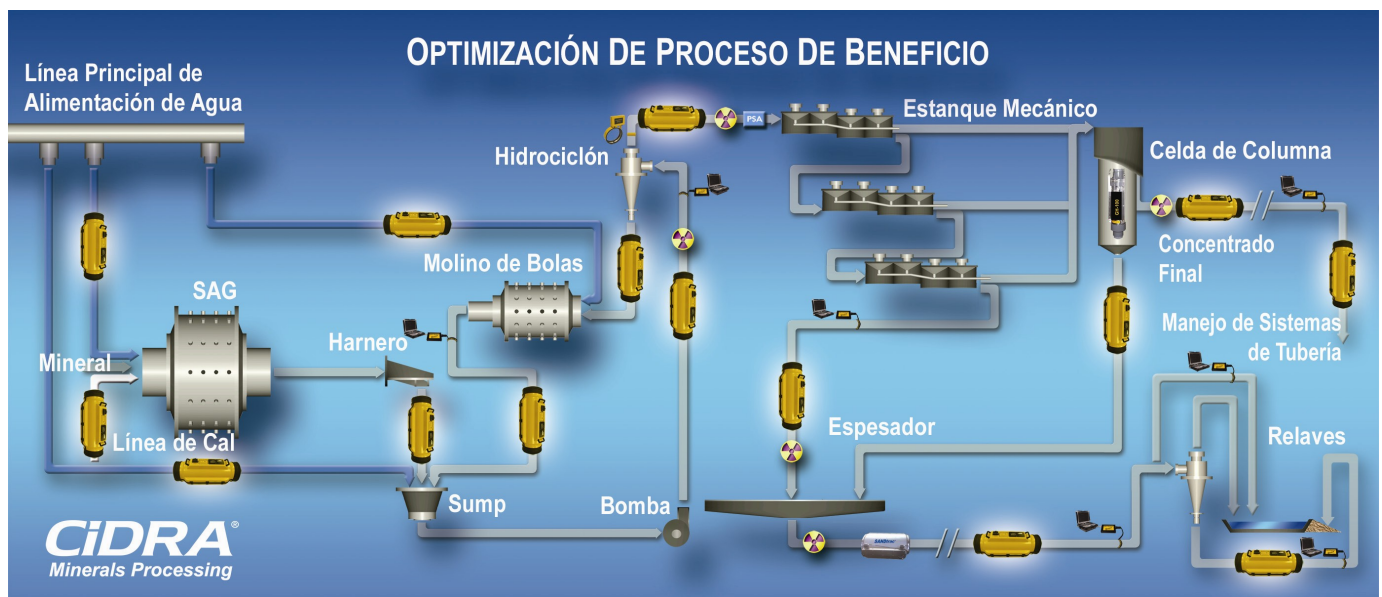 OPTIMIZACIÓN DE PROCESO DE BENEFICIO
Línea Principal de
Alimentación de Agua
Hidrociclón
PSA
Estanque Mecánico
Celda de Columna
GH-100
Concentrado
Final
Molino de Bolas
SAG
Harnero
Mineral
Manejo de Sistemas
de Tubería
Línea de Cal
Espesador
Relaves
Sump
Bomba
CiDRA®
Minerals Processing